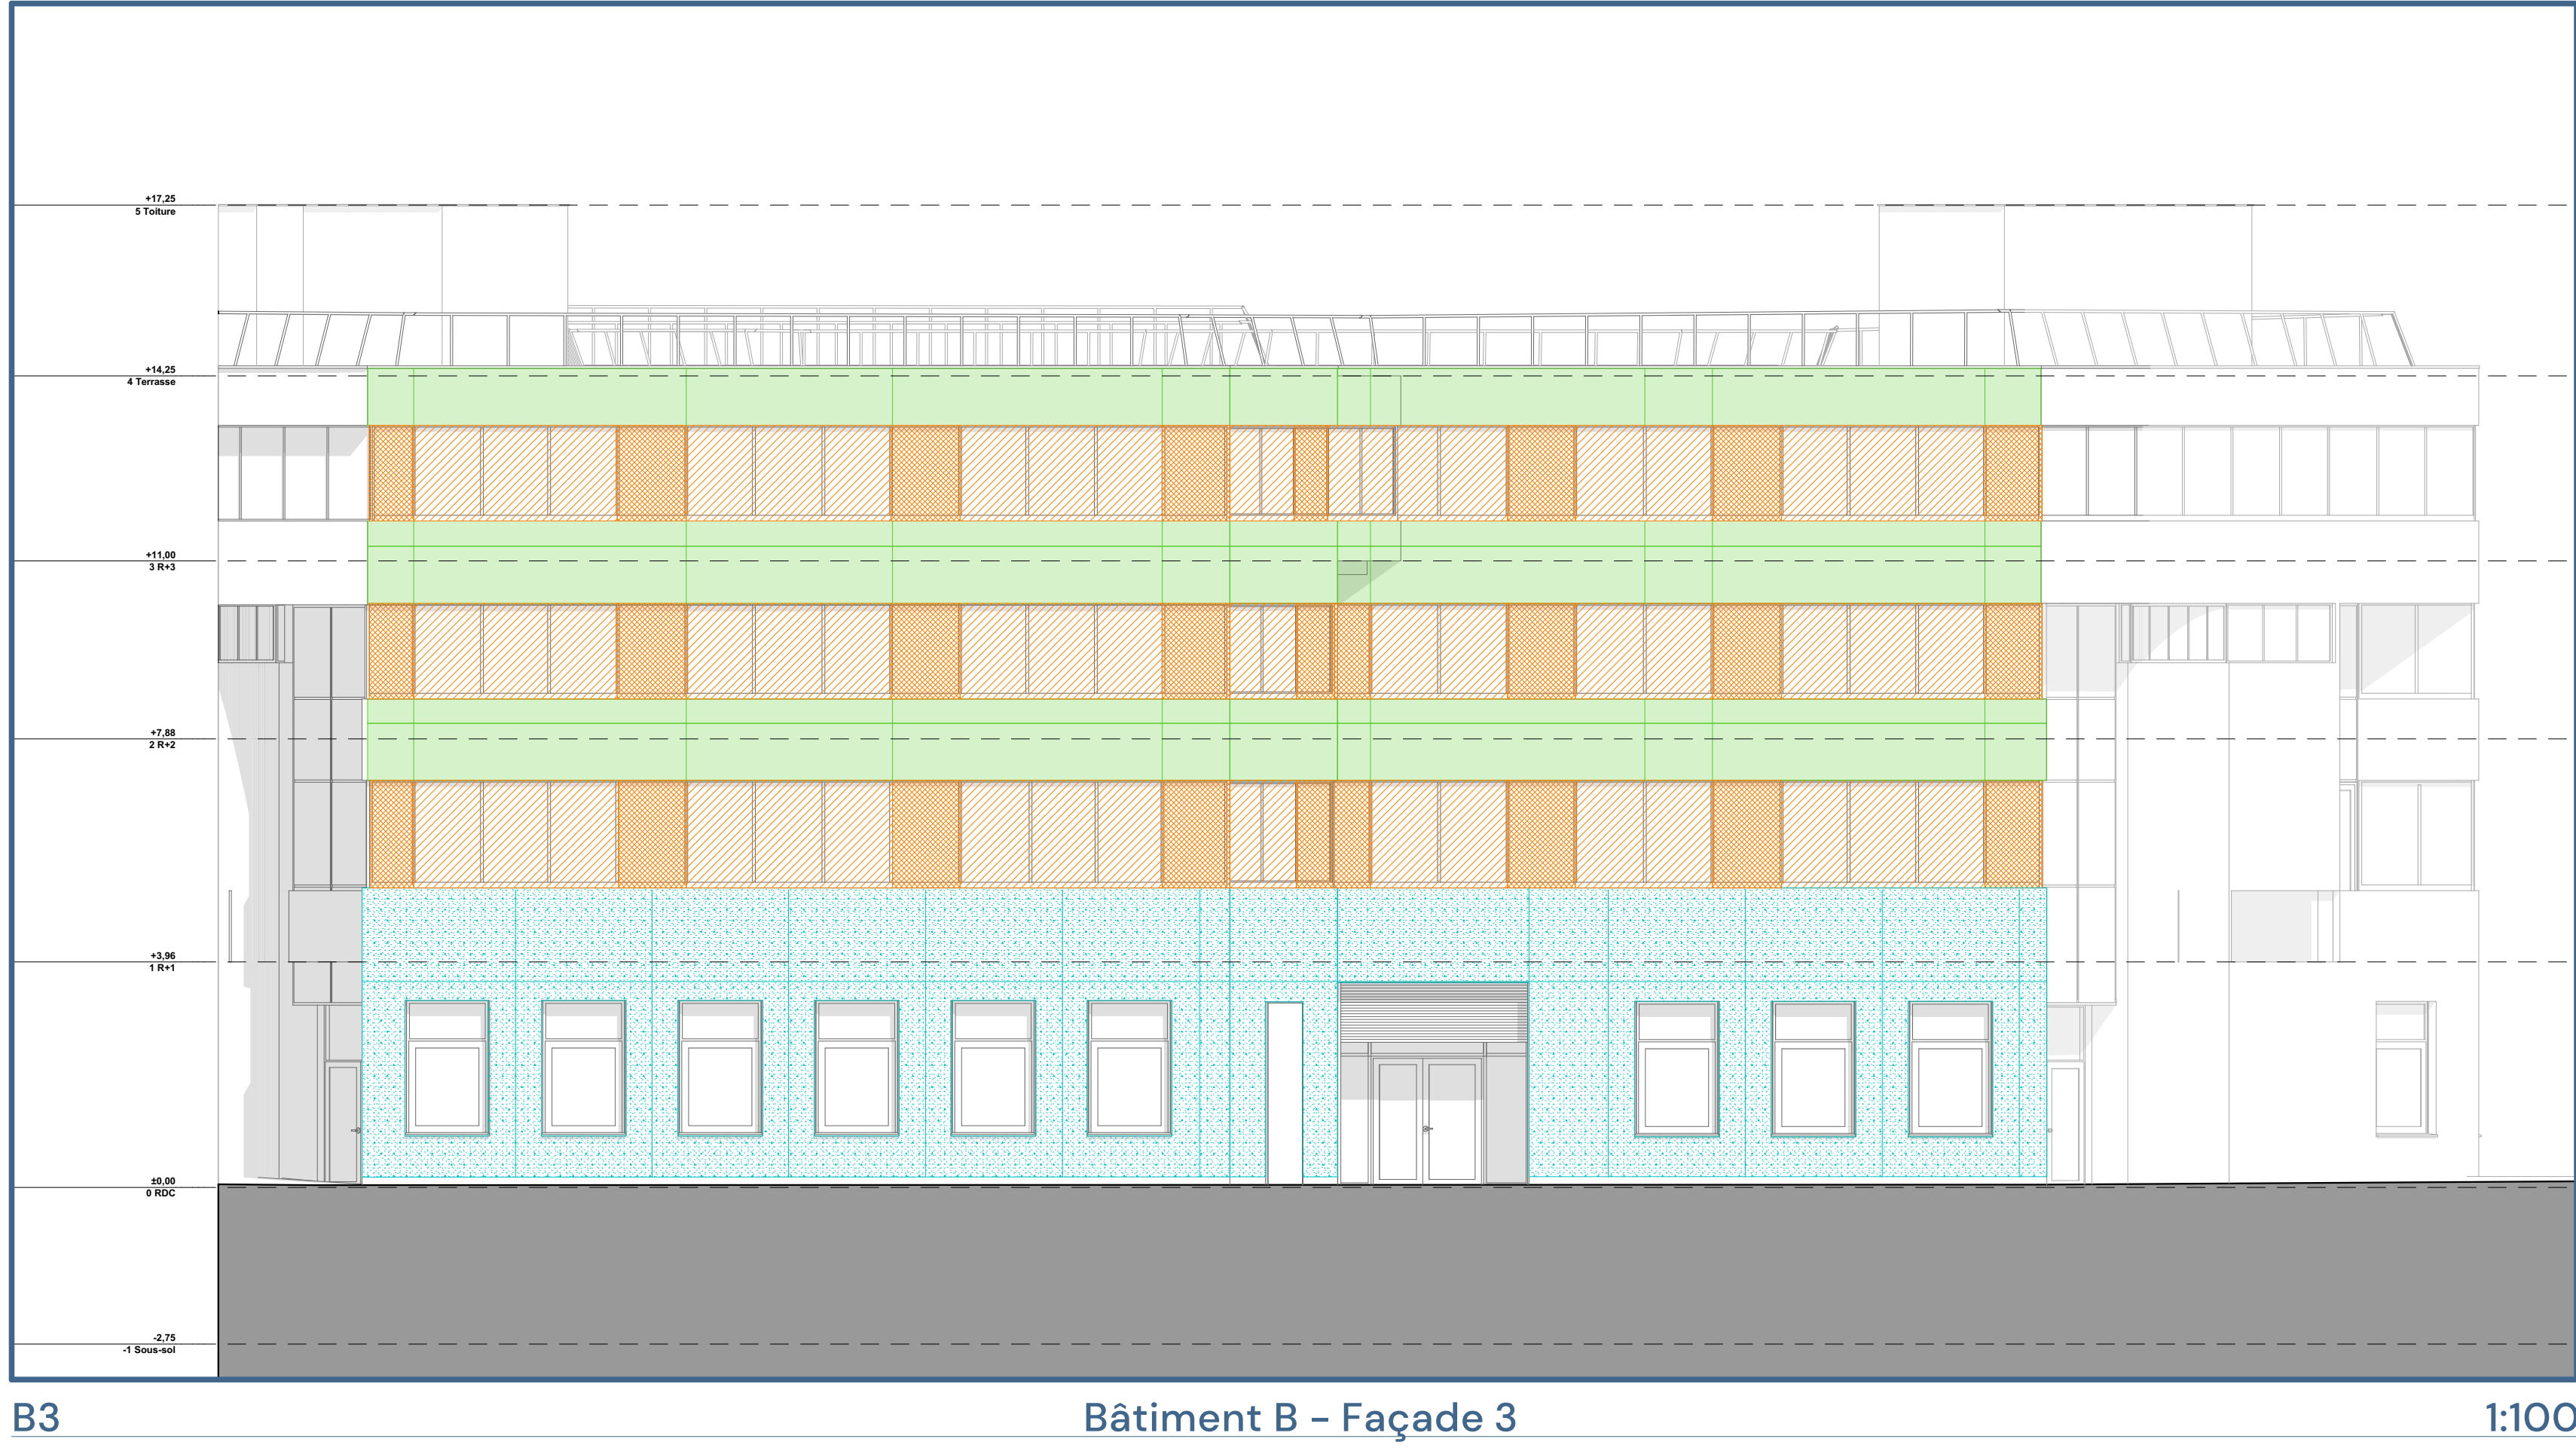 +17,25
5 Toiture
+14,25
4 Terrasse
+11,00
3 R+3
+7,88
2 R+2
+3,96
1 R+1
±0,00
0 RDC
-2,75
-1 Sous-sol
B3
Bâtiment B – Façade 3
1:100